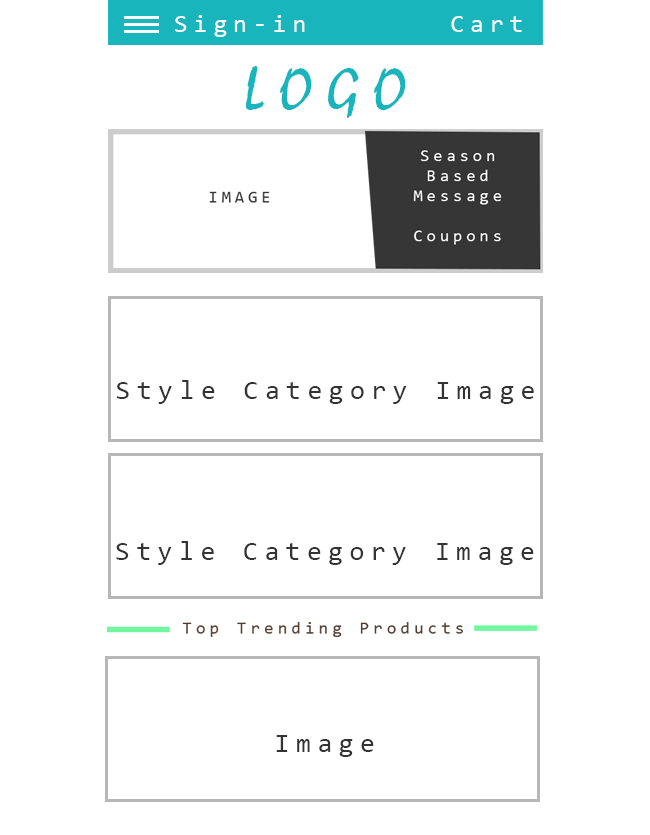 Sign-in Cart
LOGO
IMAGE
Season
Based
Message
Coupons
Style Category Image
Style Category Image
Top Trending Products
Image